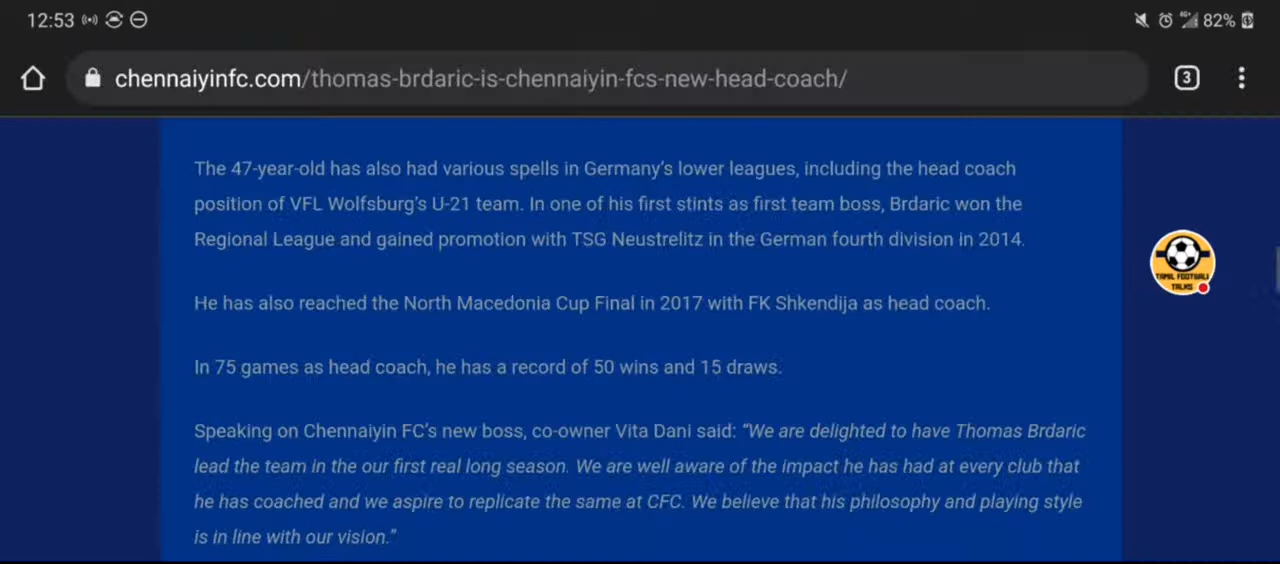 12:53
82%
chennaiyinfc.com/thomas-brdaric-is-chennaiyin-fcs-new-head-coach/
3
The 47-year-old has also had various spells in Germany's lower leagues, including the head coach
position of VFL Wolfsburg's U-21 team. In one of his first stints as first team boss, Brdaric won the
Regional League and gained promotion with TSG Neustrelitz in the German fourth division in 2014.
He has also reached the North Macedonia Cup Final in 2017 with FK Shkendija as head coach.
In 75 games as head coach, he has a record of 50 wins and 15 draws.
Speaking on Chennaiyin FC's new boss, co-owner Vita Dani said: “We are delighted to have Thomas Brdaric
lead the team in the our first real long season. We are well aware of the impact he has had at every club that
he has coached and we aspire to replicate the same at CFC. We believe that his philosophy and playing style
is in line with our vision.”
TAMIL FOOTBALL
TALKS